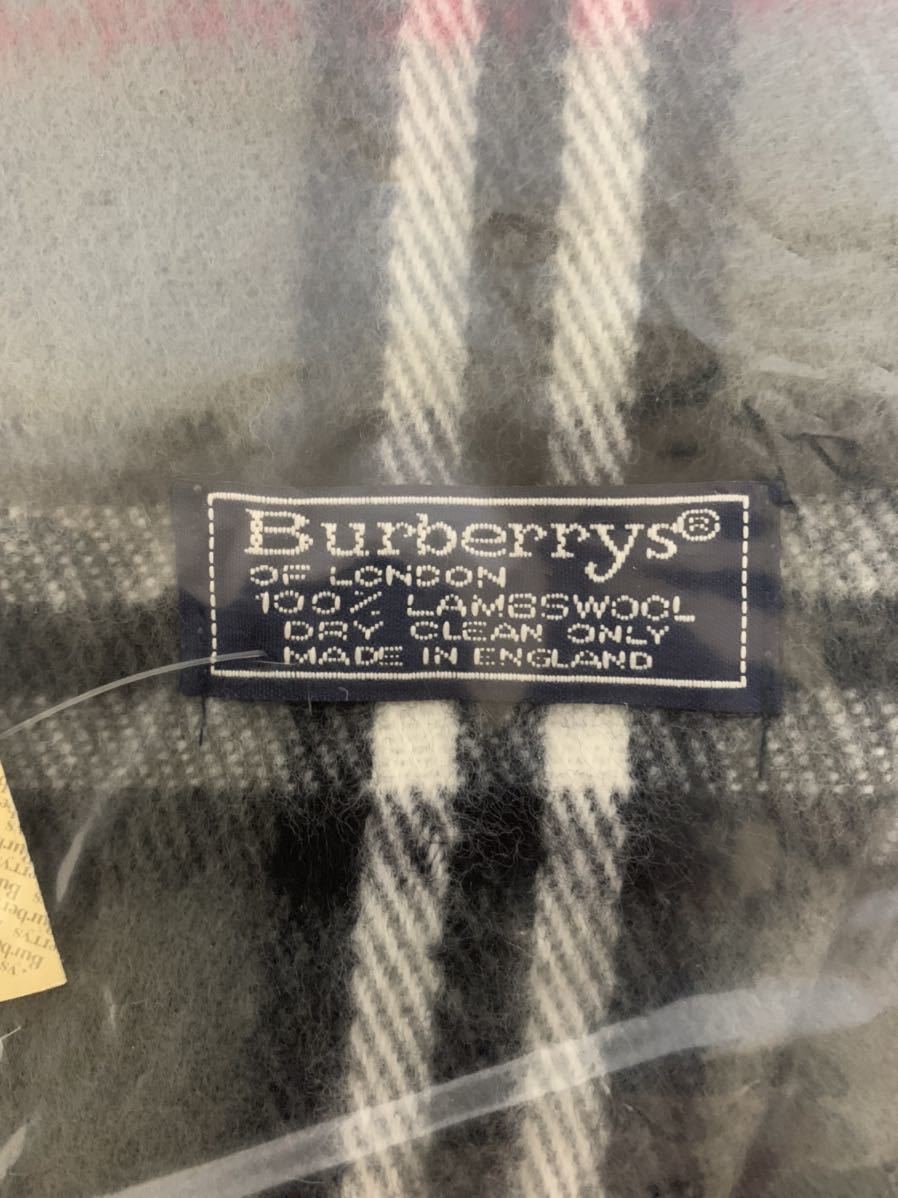 Burberrys®
OF LONDON
100% LAMBSWOOL
DRY CLEAN ONLY
MADE IN ENGLAND